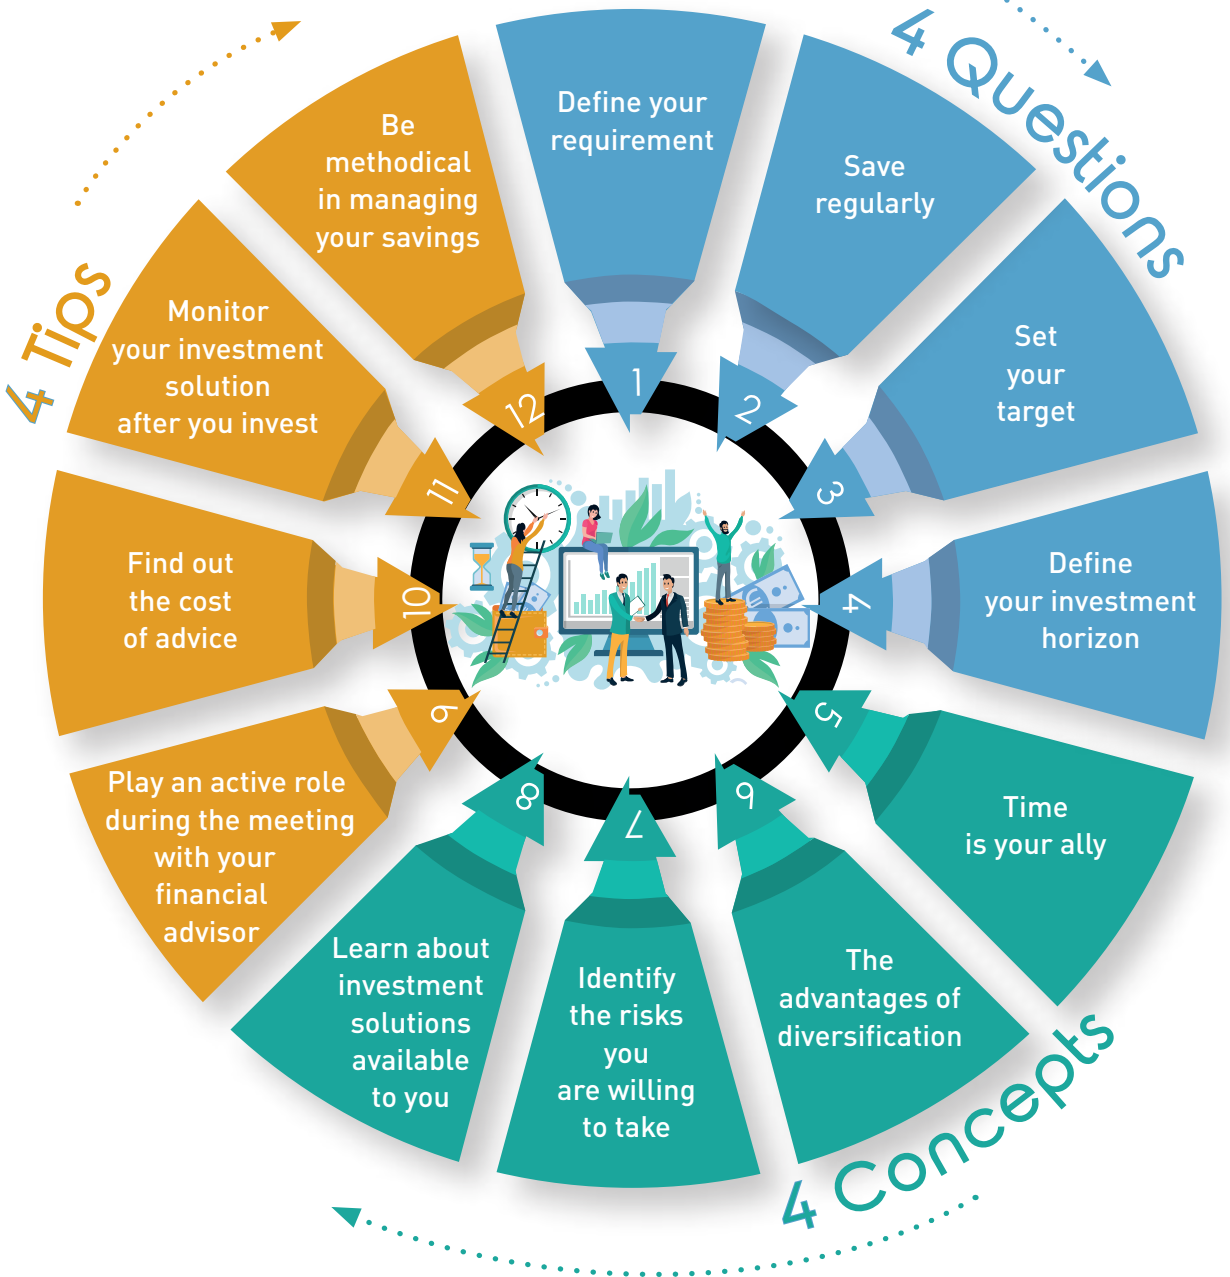 4 Questions
1
Define your
requirement
2
Save
regularly
3
Set
your
target
4
Define
your investment
horizon
4 Concepts
5
Time
is your ally
6
The
advantages of
diversification
7
Identify
the risks
you
are willing
to take
8
Learn about
investment
solutions
available
to you
4 Tips
9
Play an active role
during the meeting
with your
financial
advisor
10
Find out
the cost
of advice
11
Monitor
your investment
solution
after you invest
12
Be
methodical
in managing
your savings